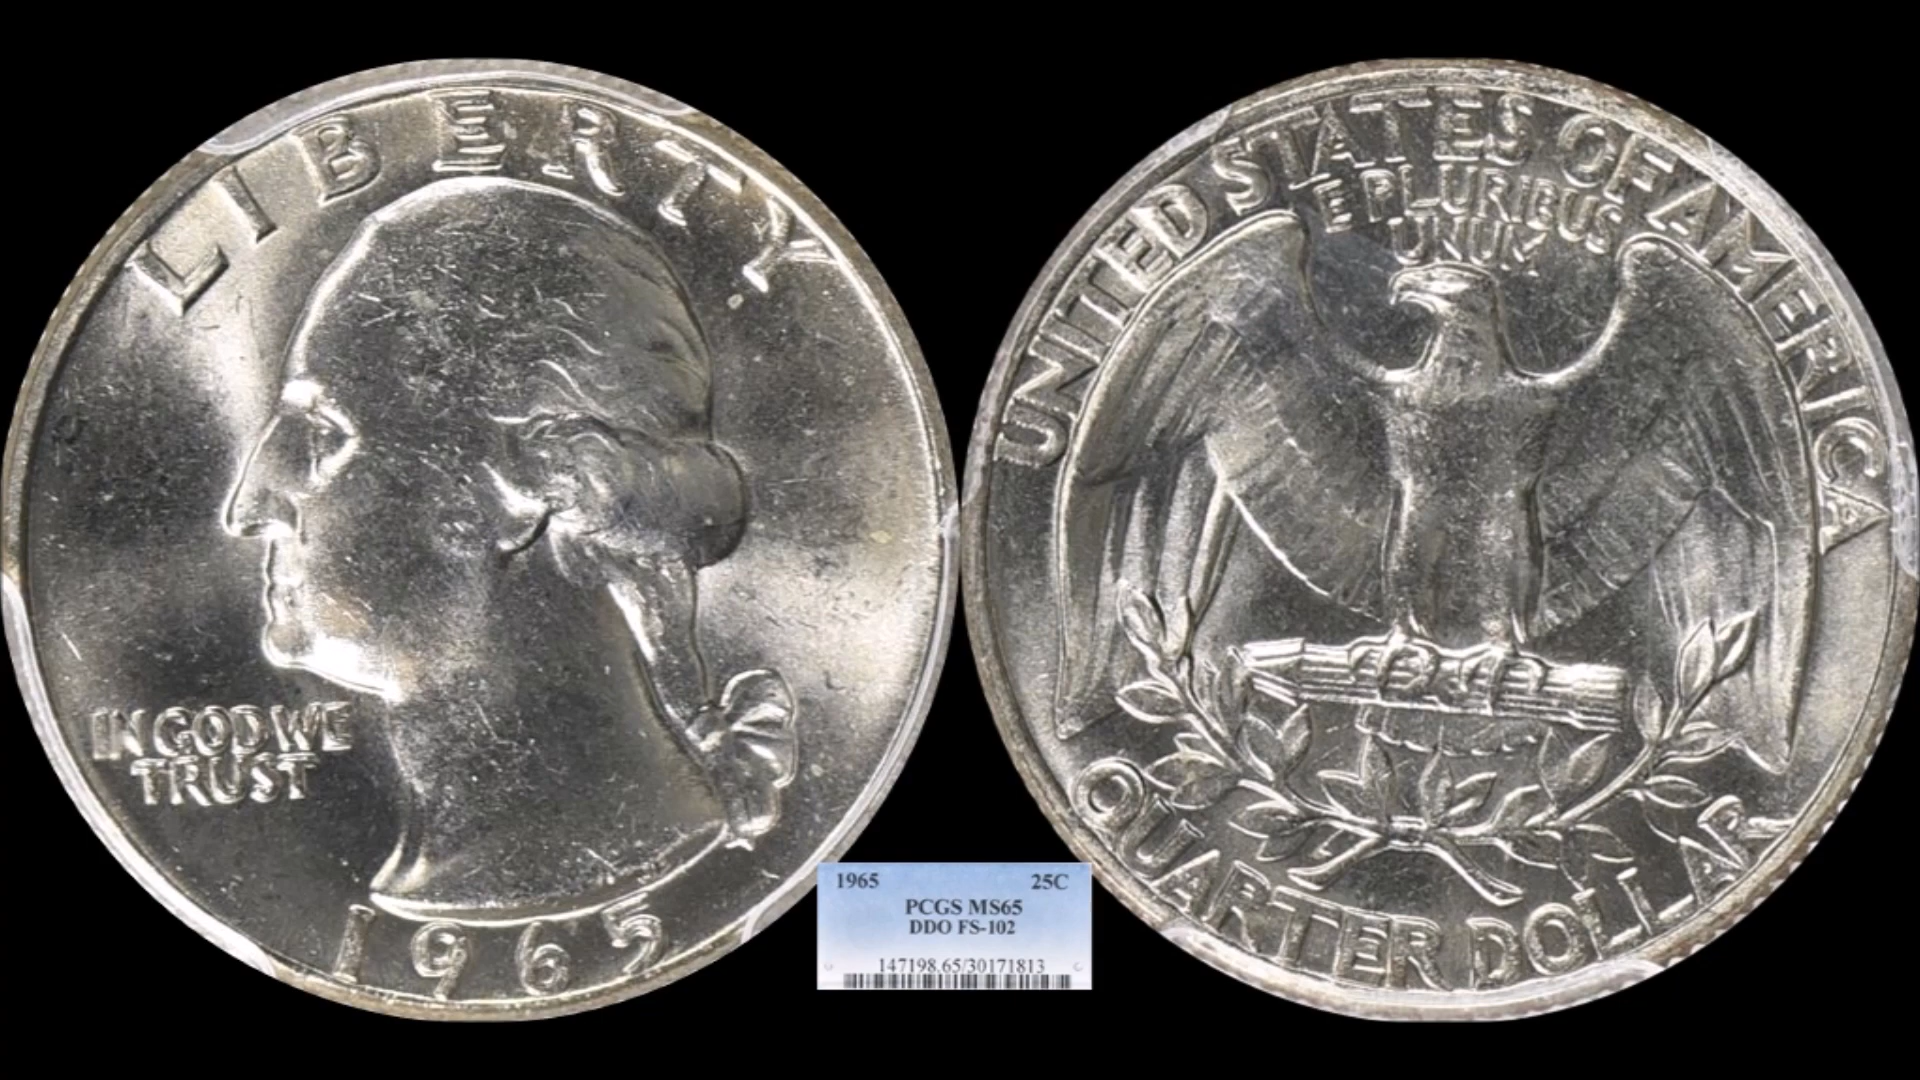 LIBERTY
IN GOD WE
TRUST
1965
UNITED STATES OF AMERICA
E PLURIBUS
UNUM
QUARTER DOLLAR
1965 25C
PCGS MS65
DDO FS-102
147198.65/30171813